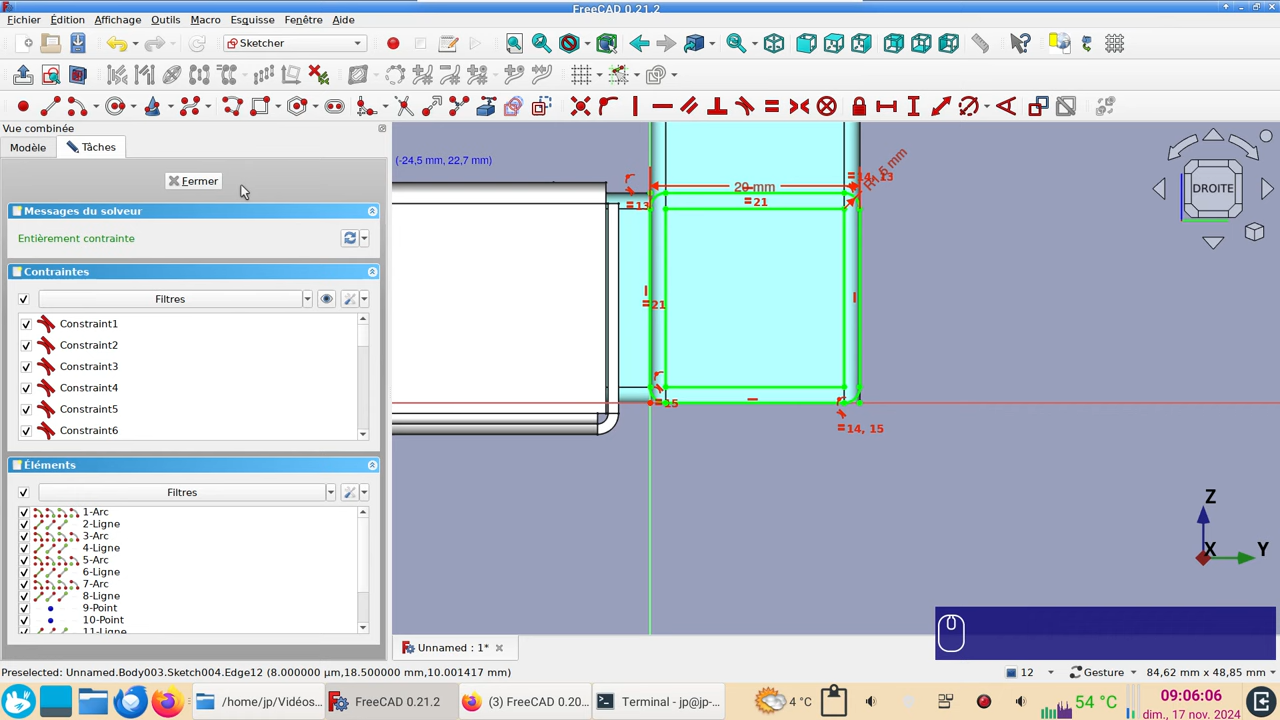 FreeCAD 0.21.2
Fichier Édition Affichage Outils Macro Esquisse Fenêtre Aide
Sketcher
Vue combinée
Modèle Tâches
Fermer
Messages du solveur
Entièrement contrainte
Contraintes
Filtres
Constraint1
Constraint2
Constraint3
Constraint4
Constraint5
Constraint6
Éléments
Filtres
1-Arc
2-Ligne
3-Arc
4-Ligne
5-Arc
6-Ligne
7-Arc
8-Ligne
9-Point
10-Point
11-Ligne
(-24,5 mm, 22,7 mm)
20 mm
=21
=13
=21
=15
=14, 15
DROITE
Z
X
Y
Unnamed : 1*
Preselected: Unnamed.Body003.Sketch004.Edge12 (8.000000 µm,18.500000 mm,10.001417 mm)
12
Gesture
84,62 mm x 48,85 mm
/home/jp/Vidéos...
FreeCAD 0.21.2
(3) FreeCAD 0.20...
Terminal - jp@jp-...
4 °C
54 °C
09:06:06
dim., 17 nov., 2024